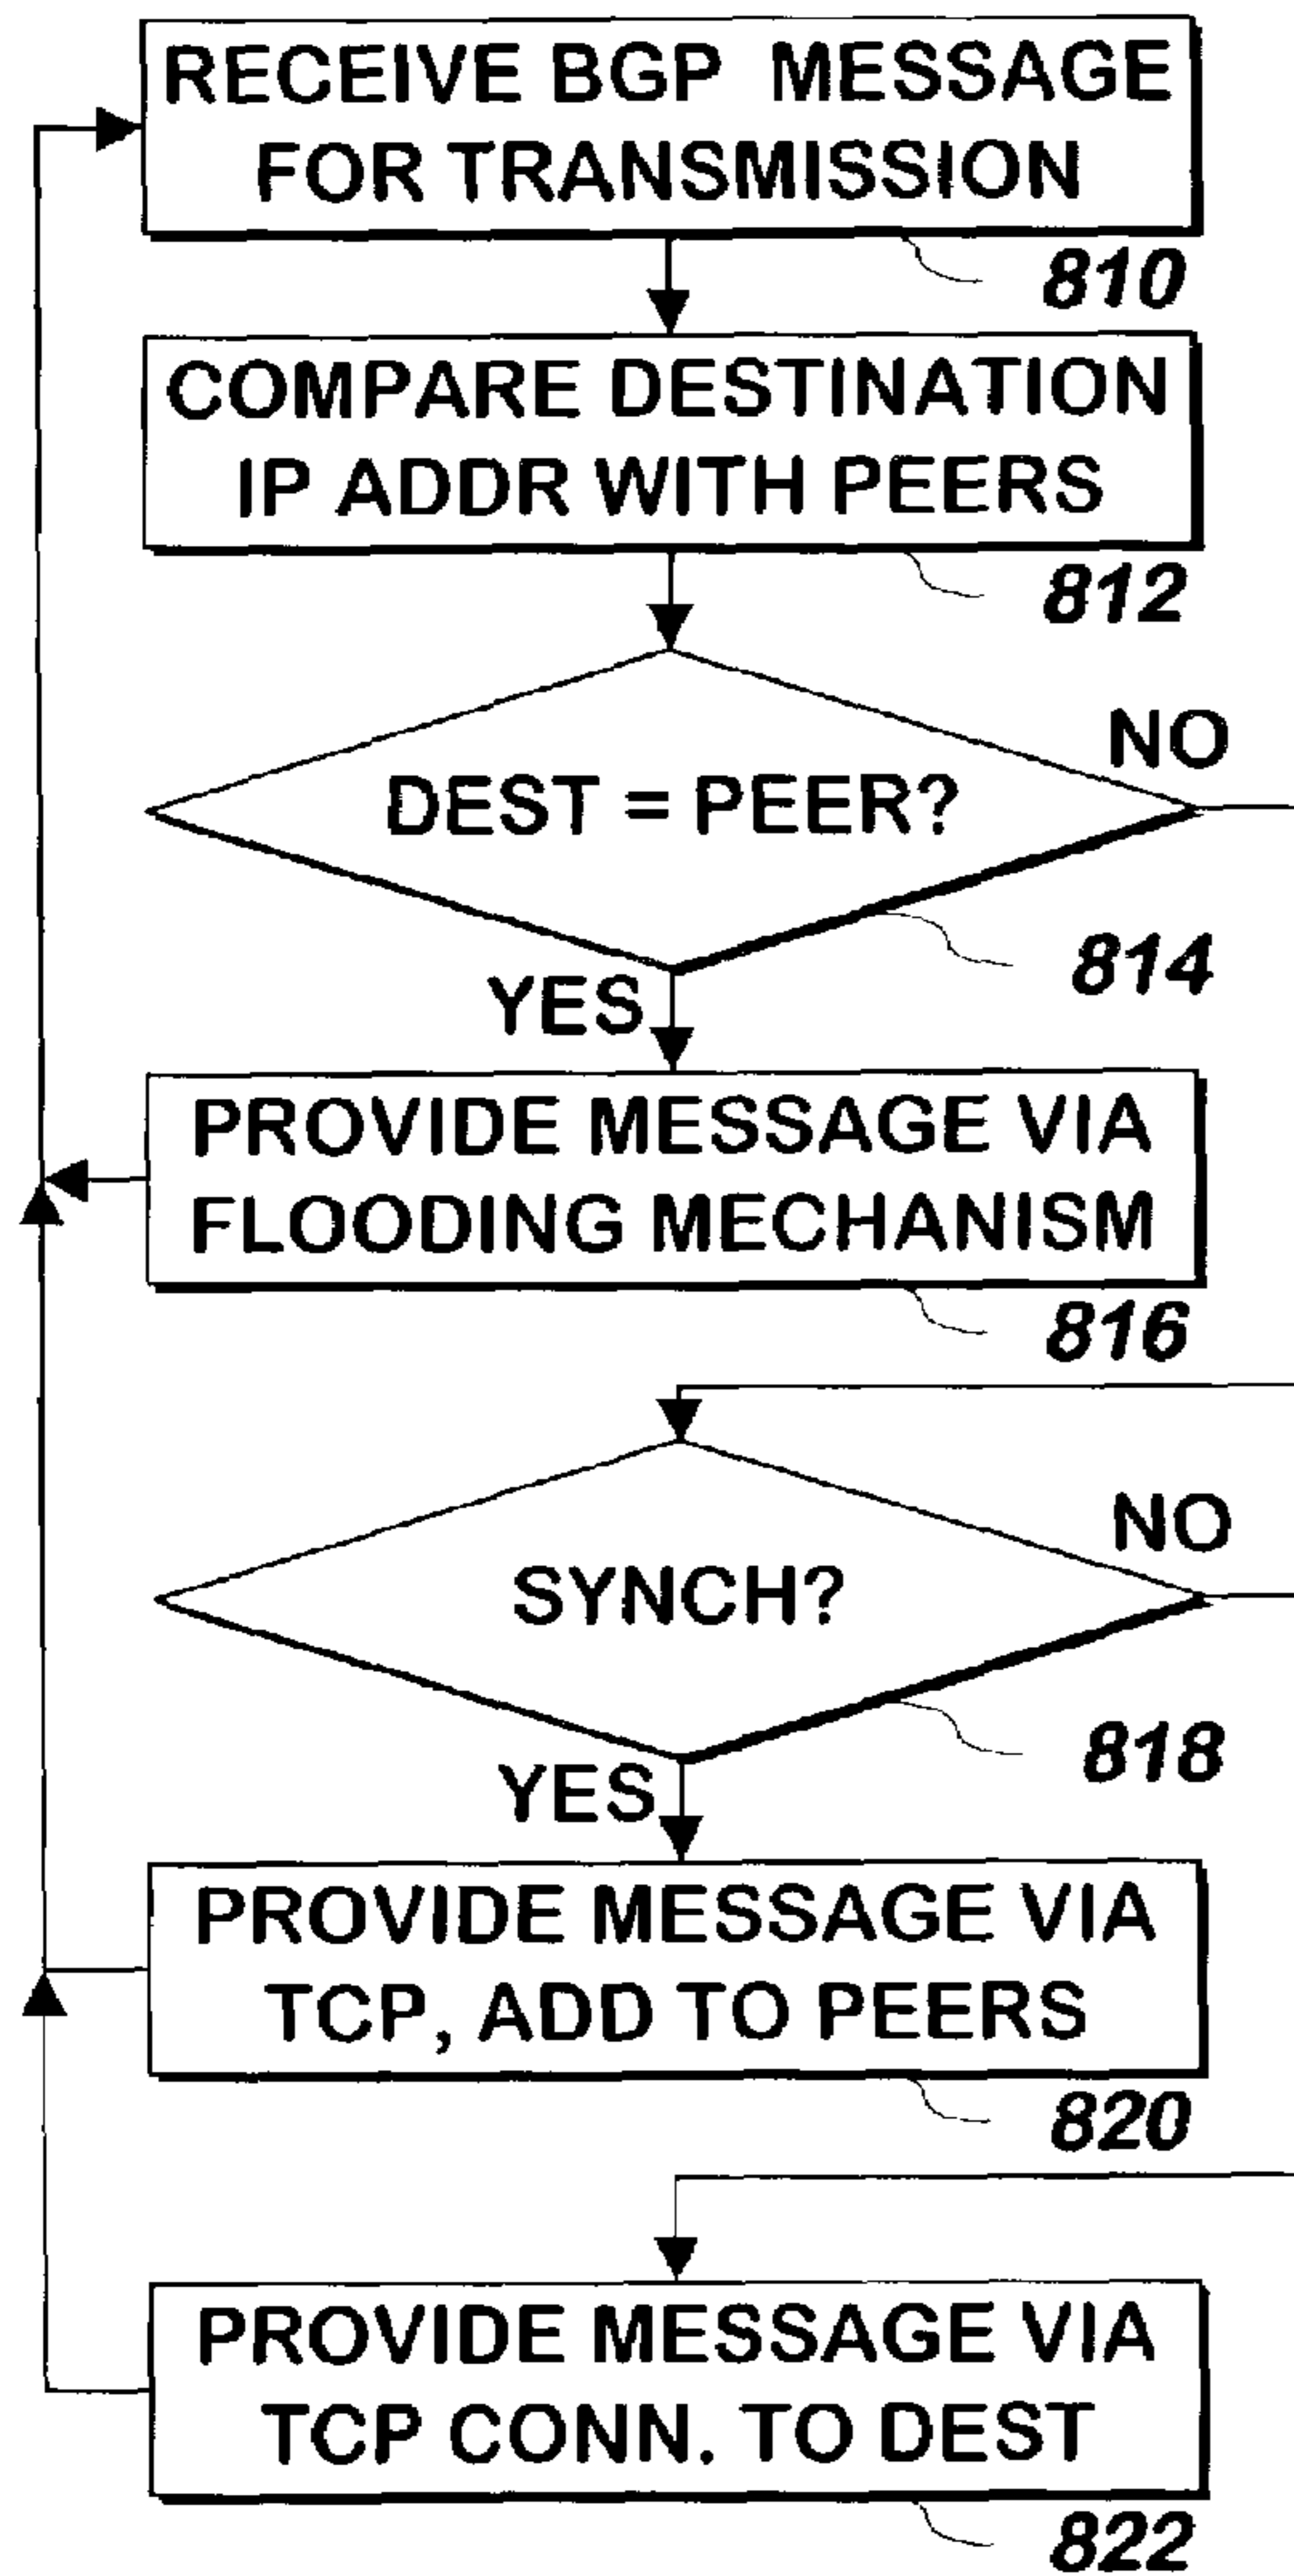 RECEIVE BGP MESSAGE
FOR TRANSMISSION
810
COMPARE DESTINATION
IP ADDR WITH PEERS
812
NO
DEST = PEER?
814
YES
PROVIDE MESSAGE VIA
FLOODING MECHANISM
816
NO
SYNCH?
818
YES
PROVIDE MESSAGE VIA
TCP, ADD TO PEERS
820
PROVIDE MESSAGE VIA
TCP CONN. TO DEST
822